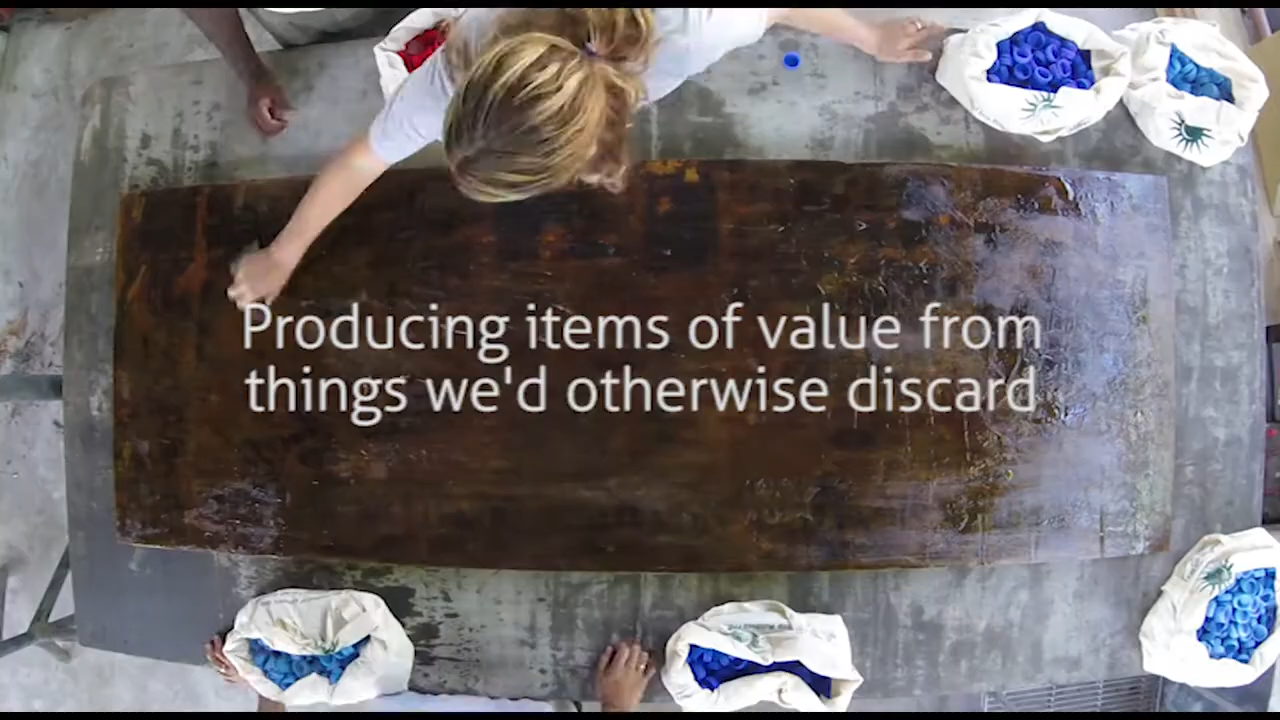 Producing items of value from
things we'd otherwise discard